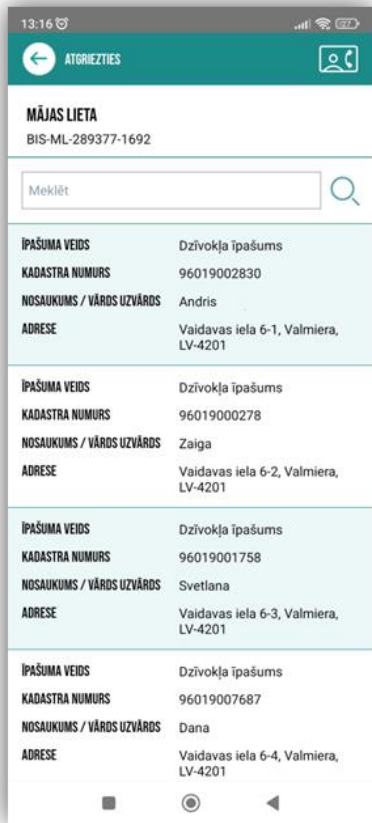 13:16
ATGRIEZTIES
MĀJAS LIETA
BIS-ML-289377-1692
Meklēt
ĪPAŠUMA VEIDS Dzīvokļa īpašums
KADASTRA NUMURS 96019002830
NOSAUKUMS / VĀRDS UZVĀRDS Andris
ADRESE Vaidavas iela 6-1, Valmiera,
LV-4201
ĪPAŠUMA VEIDS Dzīvokļa īpašums
KADASTRA NUMURS 96019000278
NOSAUKUMS / VĀRDS UZVĀRDS Zaiga
ADRESE Vaidavas iela 6-2, Valmiera,
LV-4201
ĪPAŠUMA VEIDS Dzīvokļa īpašums
KADASTRA NUMURS 96019001758
NOSAUKUMS / VĀRDS UZVĀRDS Svetlana
ADRESE Vaidavas iela 6-3, Valmiera,
LV-4201
ĪPAŠUMA VEIDS Dzīvokļa īpašums
KADASTRA NUMURS 96019007687
NOSAUKUMS / VĀRDS UZVĀRDS Dana
ADRESE Vaidavas iela 6-4, Valmiera,
LV-4201